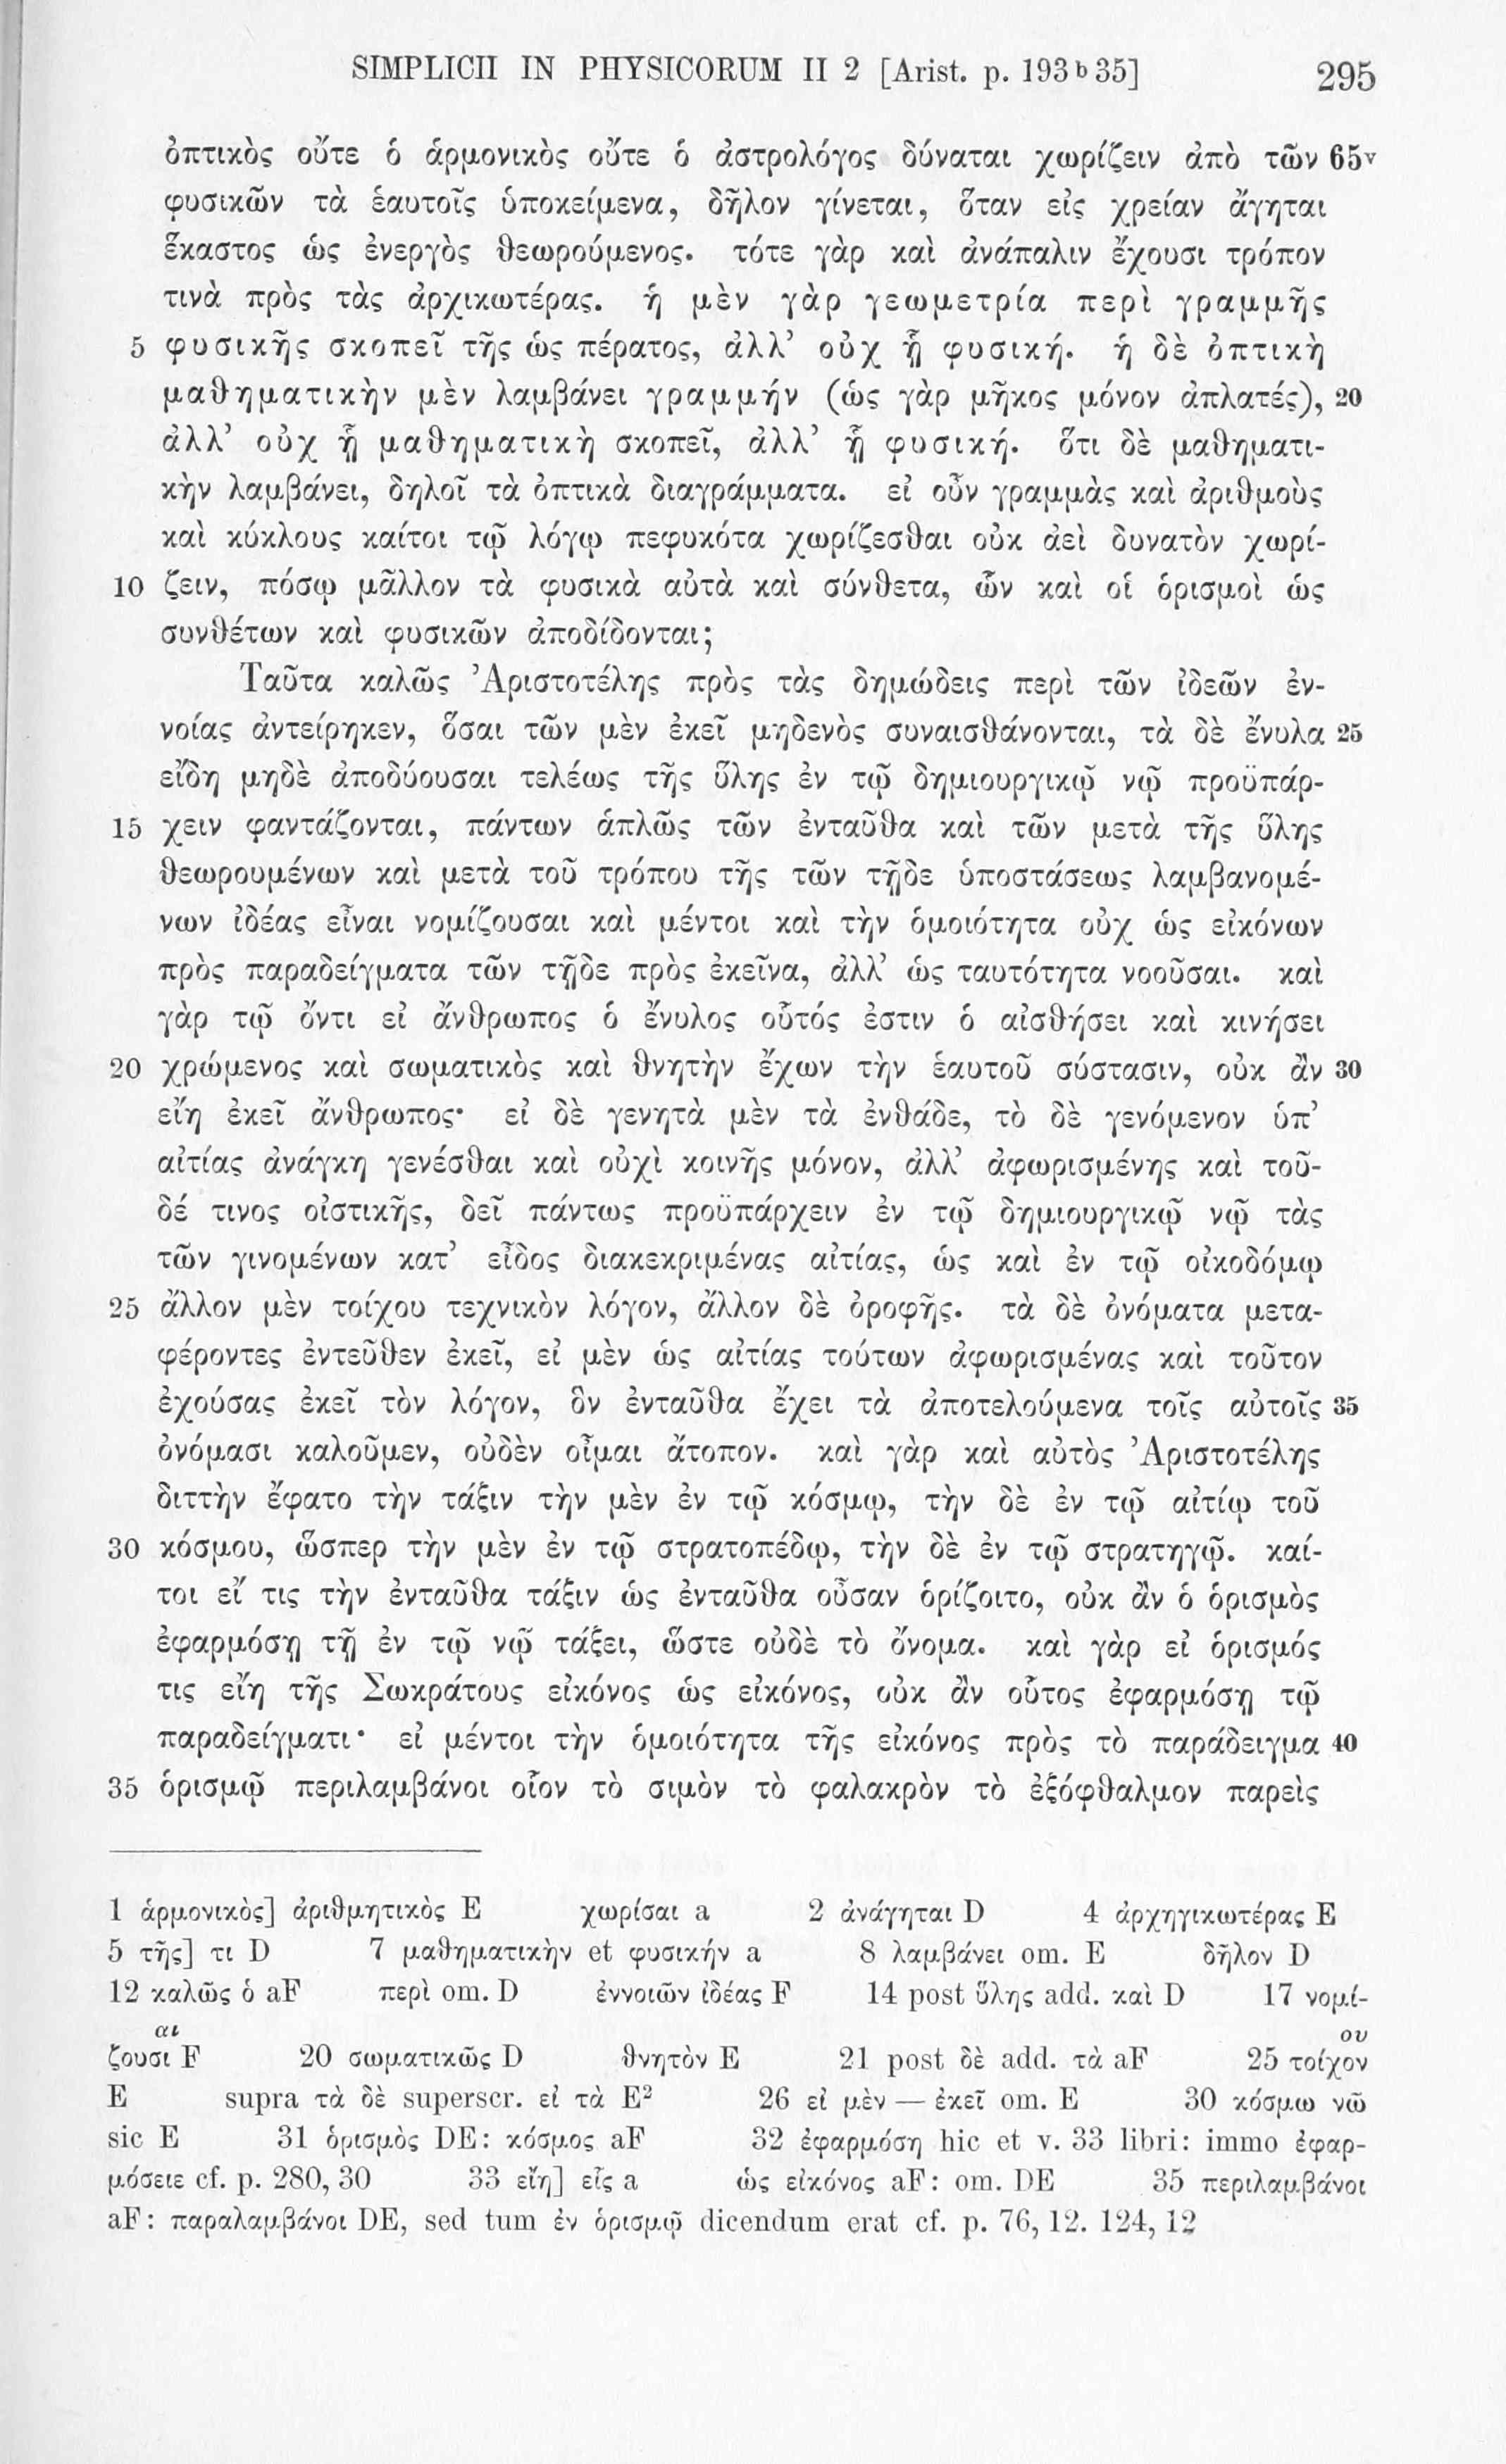 SIMPLICII IN PHYSICORUM II 2 [Arist. p. 193 b 35] 295
ὀπτικὸς οὔτε ὁ ἁρμονικὸς οὔτε ὁ ἀστρολόγος δύναται χωρίζειν ἀπὸ τῶν 65v
φυσικῶν τὰ ἑαυτοῖς ὑποκείμενα, δῆλον γίνεται, ὅταν εἰς χρείαν ἄγηται
ἕκαστος ὡς ἐνεργὸς θεωρούμενος. τότε γὰρ καὶ ἀνάπαλιν ἔχουσι τρόπον
τινὰ πρὸς τὰς ἀρχικωτέρας. ἡ μὲν γὰρ γεωμετρία περὶ γραμμῆς
5 φυσικῆς σκοπεῖ τῆς ὡς πέρατος, ἀλλ’ οὐχ ᾗ φυσική. ἡ δὲ ὀπτικὴ
μαθηματικὴν μὲν λαμβάνει γραμμήν (ὡς γὰρ μῆκος μόνον ἀπλατές), 20
ἀλλ’ οὐχ ᾗ μαθηματικὴ σκοπεῖ, ἀλλ’ ᾗ φυσική. ὅτι δὲ μαθηματι-
κὴν λαμβάνει, δηλοῖ τὰ ὀπτικὰ διαγράμματα. εἰ οὖν γραμμὰς καὶ ἀριθμοὺς
καὶ κύκλους καίτοι τῷ λόγῳ πεφυκότα χωρίζεσθαι οὐκ ἀεὶ δυνατὸν χωρί-
10 ζειν, πόσῳ μᾶλλον τὰ φυσικὰ αὐτὰ καὶ σύνθετα, ὧν καὶ οἱ ὁρισμοὶ ὡς
συνθέτων καὶ φυσικῶν ἀποδίδονται;
Ταῦτα καλῶς Ἀριστοτέλης πρὸς τὰς δημώδεις περὶ τῶν ἰδεῶν ἐν-
νοίας ἀντείρηκεν, ὅσαι τῶν μὲν ἐκεῖ μηδενὸς συναισθάνονται, τὰ δὲ ἔνυλα 25
εἴδη μηδὲ ἀποδύουσαι τελέως τῆς ὕλης ἐν τῷ δημιουργικῷ νῷ προϋπάρ-
15 χειν φαντάζονται, πάντων ἁπλῶς τῶν ἐνταῦθα καὶ τῶν μετὰ τῆς ὕλης
θεωρουμένων καὶ μετὰ τοῦ τρόπου τῆς τῶν τῇδε ὑποστάσεως λαμβανομέ-
νων ἰδέας εἶναι νομίζουσαι καὶ μέντοι καὶ τὴν ὁμοιότητα οὐχ ὡς εἰκόνων
πρὸς παραδείγματα τῶν τῇδε πρὸς ἐκεῖνα, ἀλλ’ ὡς ταυτότητα νοοῦσαι. καὶ
γὰρ τῷ ὄντι εἰ ἄνθρωπος ὁ ἔνυλος οὗτός ἐστιν ὁ αἰσθήσει καὶ κινήσει
20 χρώμενος καὶ σωματικὸς καὶ θνητὴν ἔχων τὴν ἑαυτοῦ σύστασιν, οὐκ ἂν 30
εἴη ἐκεῖ ἄνθρωπος· εἰ δὲ γενητὰ μὲν τὰ ἐνθάδε, τὸ δὲ γενόμενον ὑπ’
αἰτίας ἀνάγκη γενέσθαι καὶ οὐχὶ κοινῆς μόνον, ἀλλ’ ἀφωρισμένης καὶ τοῦ-
δέ τινος οἰστικῆς, δεῖ πάντως προϋπάρχειν ἐν τῷ δημιουργικῷ νῷ τὰς
τῶν γινομένων κατ’ εἶδος διακεκριμένας αἰτίας, ὡς καὶ ἐν τῷ οἰκοδόμῳ
25 ἄλλον μὲν τοίχου τεχνικὸν λόγον, ἄλλον δὲ ὀροφῆς. τὰ δὲ ὀνόματα μετα-
φέροντες ἐντεῦθεν ἐκεῖ, εἰ μὲν ὡς αἰτίας τούτων ἀφωρισμένας καὶ τοῦτον
ἐχούσας ἐκεῖ τὸν λόγον, ὃν ἐνταῦθα ἔχει τὰ ἀποτελούμενα τοῖς αὐτοῖς 35
ὀνόμασι καλοῦμεν, οὐδὲν οἶμαι ἄτοπον. καὶ γὰρ καὶ αὐτὸς Ἀριστοτέλης
διττὴν ἔφατο τὴν τάξιν τὴν μὲν ἐν τῷ κόσμῳ, τὴν δὲ ἐν τῷ αἰτίῳ τοῦ
30 κόσμου, ὥσπερ τὴν μὲν ἐν τῷ στρατοπέδῳ, τὴν δὲ ἐν τῷ στρατηγῷ. καί-
τοι εἴ τις τὴν ἐνταῦθα τάξιν ὡς ἐνταῦθα οὖσαν ὁρίζοιτο, οὐκ ἂν ὁ ὁρισμὸς
ἐφαρμόσῃ τῇ ἐν τῷ νῷ τάξει, ὥστε οὐδὲ τὸ ὄνομα. καὶ γὰρ εἰ ὁρισμός
τις εἴη τῆς Σωκράτους εἰκόνος ὡς εἰκόνος, οὐκ ἂν οὗτος ἐφαρμόσῃ τῷ
παραδείγματι· εἰ μέντοι τὴν ὁμοιότητα τῆς εἰκόνος πρὸς τὸ παράδειγμα 40
35 ὁρισμῷ περιλαμβάνοι οἷον τὸ σιμὸν τὸ φαλακρὸν τὸ ἐξόφθαλμον παρεὶς
1 ἁρμονικὸς] ἀριθμητικὸς E χωρίσαι a 2 ἀνάγηται D 4 ἀρχηγικωτέρας E
5 τῆς] τι D 7 μαθηματικὴν et φυσικήν a 8 λαμβάνει om. E δῆλον D
12 καλῶς ὁ aF περὶ om. D ἐννοιῶν ἰδέας F 14 post ὕλης add. καὶ D 17 νομί-
αι ου
ζουσι F 20 σωματικῶς D θνητὸν E 21 post δὲ add. τὰ aF 25 τοίχον
E supra τὰ δὲ superscr. εἰ τὰ E² 26 εἰ μὲν — ἐκεῖ om. E 30 κόσμω νῶ
sic E 31 ὁρισμὸς DE: κόσμος aF 32 ἐφαρμόση hic et v. 33 libri: immo ἐφαρ-
μόσειε cf. p. 280, 30 33 εἴη] εἷς a ὡς εἰκόνος aF: om. DE 35 περιλαμβάνοι
aF: παραλαμβάνοι DE, sed tum ἐν ὁρισμῷ dicendum erat cf. p. 76, 12. 124, 12